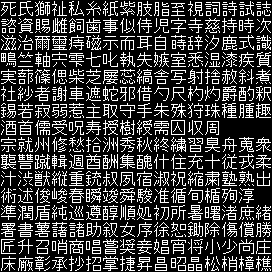 死氏獅祉私糸紙紫肢脂至視詞詩試誌
諮資賜雌飼歯事似侍児字寺慈持時次
滋治爾璽痔磁示而耳自蒔辞汐鹿式識
鴫竺軸宍雫七叱執失嫉室悉湿漆疾質
実蔀篠偲柴芝屡蕊縞舎写射捨赦斜煮
社紗者謝車遮蛇邪借勺尺杓灼爵酌釈
錫若寂弱惹主取守手朱殊狩珠種腫趣
酒首儒受呪寿授樹綬需囚収周
宗就州修愁拾洲秀秋終繍習臭舟蒐衆
襲讐蹴輯週酋酬集醜什住充十従戎柔
汁渋獣縦重銃叔夙宿淑祝縮粛塾熟出
術述俊峻春瞬竣舜駿准循旬楯殉淳
準潤盾純巡遵醇順処初所暑曙渚庶緒
署書薯藷諸助叙女序徐恕鋤除傷償勝
匠升召哨商唱嘗奨妾娼宵将小少尚庄
床廠彰承抄招掌捷昇昌昭晶松梢樟樵